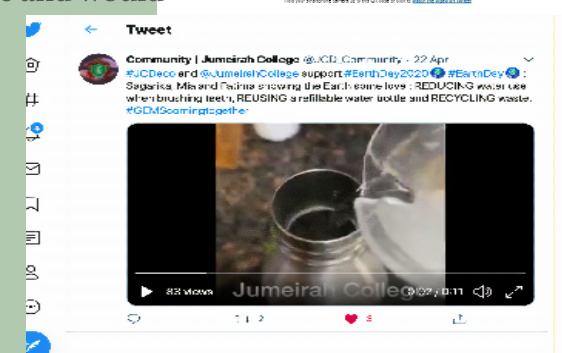 Tweet
Community | Jumeirah College @JCD_Community · 22 Apr
#JCDeco and @JumeirahCollege support #EarthDay2020 #EarthDay :
Sagarika, Mia and Fatima showing the Earth some love : REDUCING water use
when brushing teeth, REUSING a refillable water bottle and RECYCLING waste.
#GEMScomingtogether
83 views
Jumeirah College
0:02 / 0:11
2
3